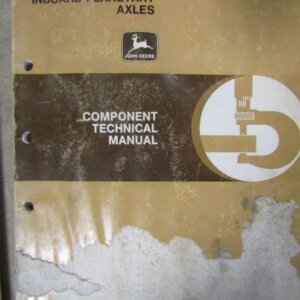 INBOARD PLANETARY
AXLES
JOHN DEERE
COMPONENT
TECHNICAL
MANUAL